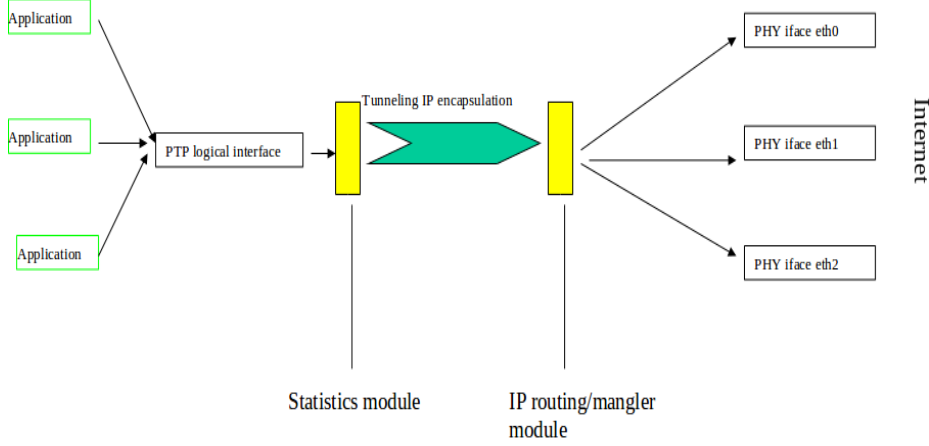 Application
PHY iface eth0
Tunneling IP encapsulation
Application
PTP logical interface
PHY iface eth1
Internet
Application
PHY iface eth2
Statistics module
IP routing/mangler
module